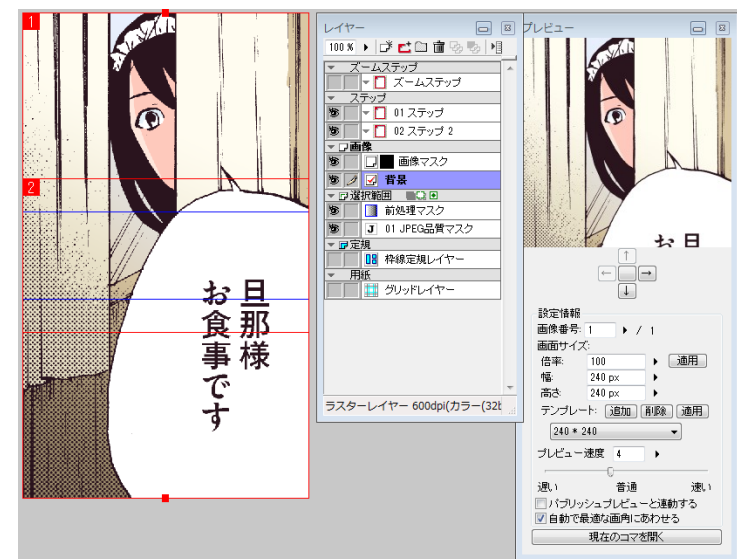 1
2
旦那様
お食事です
レイヤー
100 %
ズームステップ
ズームステップ
ステップ
01 ステップ
02 ステップ 2
画像
画像マスク
背景
選択範囲
前処理マスク
J 01 JPEG品質マスク
定規
枠線定規レイヤー
用紙
グリッドレイヤー
ラスターレイヤー 600dpi(カラー(32b
プレビュー
日
お
設定情報
画像番号: 1 / 1
画面サイズ:
倍率: 100 適用
幅: 240 px
高さ: 240 px
テンプレート: 追加 削除 適用
240 * 240
プレビュー速度 4
遅い 普通 速い
パブリッシュプレビューと連動する
自動で最適な画角にあわせる
現在のコマを開く